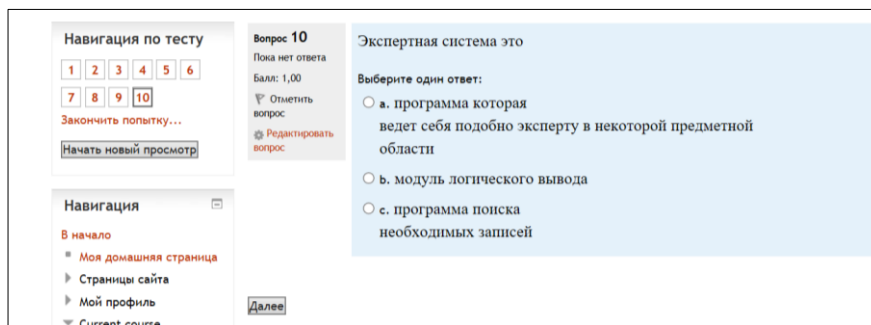 Навигация по тесту
1 2 3 4 5 6
7 8 9 10
Закончить попытку...
Начать новый просмотр
Навигация
В начало
Моя домашняя страница
Страницы сайта
Мой профиль
Current course
Вопрос 10
Пока нет ответа
Балл: 1,00
Отметить
вопрос
Редактировать
вопрос
Экспертная система это
Выберите один ответ:
a. программа которая
ведет себя подобно эксперту в некоторой предметной
области
b. модуль логического вывода
c. программа поиска
необходимых записей
Далее